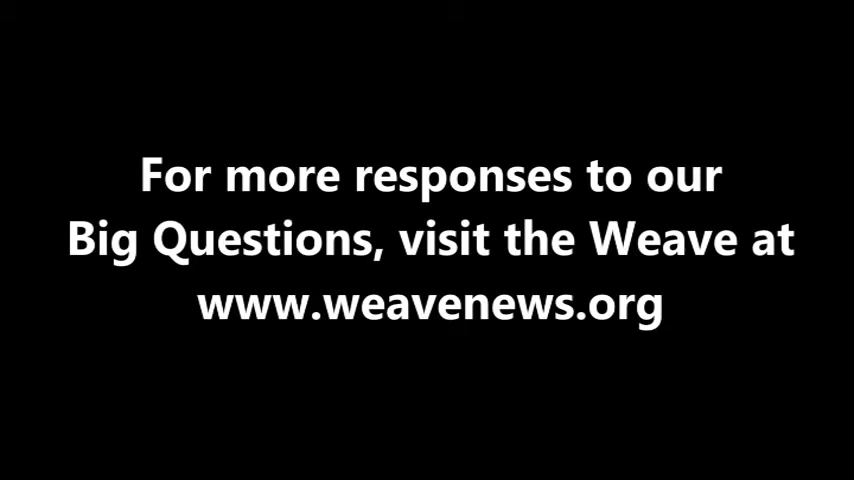 For more responses to our
Big Questions, visit the Weave at
www.weavenews.org